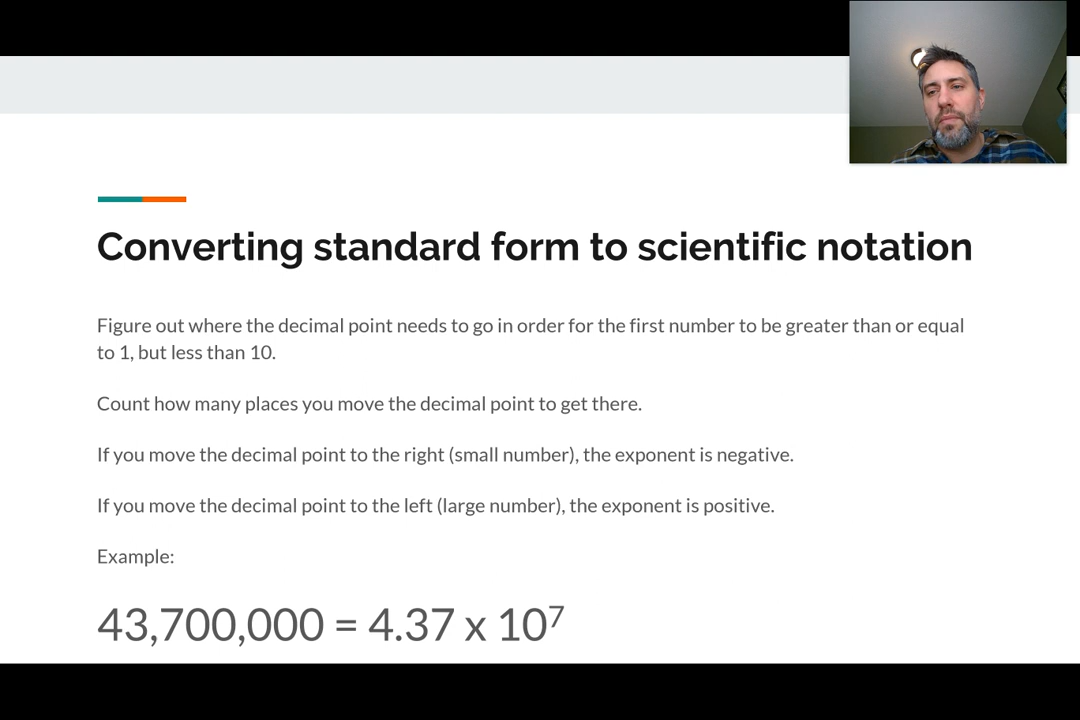 Converting standard form to scientific notation
Figure out where the decimal point needs to go in order for the first number to be greater than or equal
to 1, but less than 10.
Count how many places you move the decimal point to get there.
If you move the decimal point to the right (small number), the exponent is negative.
If you move the decimal point to the left (large number), the exponent is positive.
Example:
43,700,000 = 4.37 x 10⁷